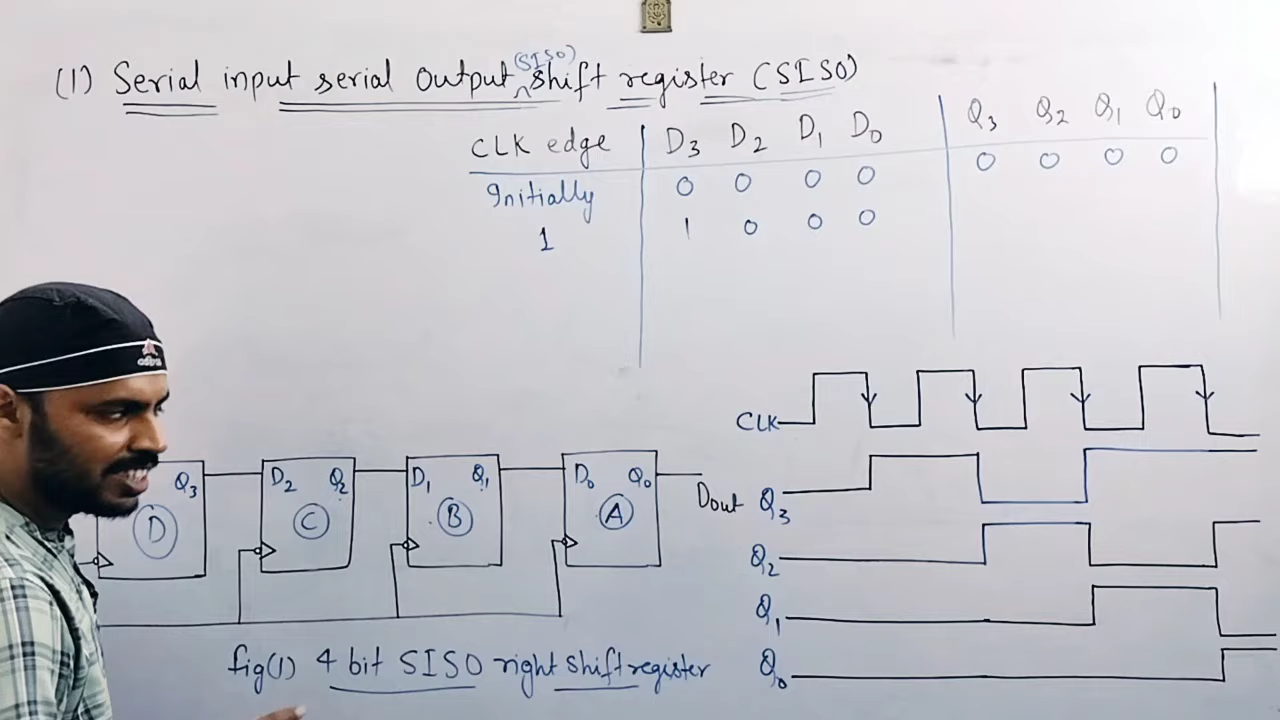 (1) Serial input serial output (SISO) shift register (SISO)
CLK edge D3 D2 D1 D0 Q3 Q2 Q1 Q0
Initially 0 0 0 0 0 0 0 0
1 1 0 0 0
CLK
Q3
Q2
Q1
Q0
Q3 D2 Q2 D1 Q1 D0 Q0 Dout
D C B A
fig(1) 4 bit SISO right shift register